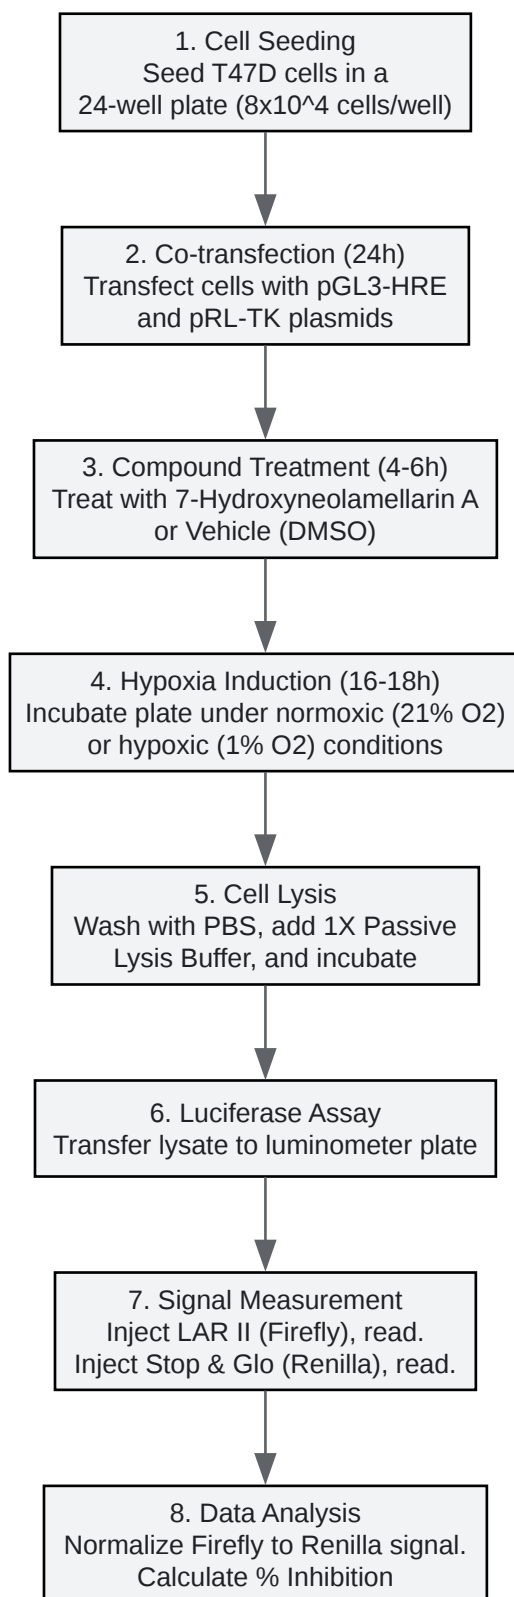 1. Cell Seeding
Seed T47D cells in a
24-well plate (8x10^4 cells/well)
2. Co-transfection (24h)
Transfect cells with pGL3-HRE
and pRL-TK plasmids
3. Compound Treatment (4-6h)
Treat with 7-Hydroxyneolamellarin A
or Vehicle (DMSO)
4. Hypoxia Induction (16-18h)
Incubate plate under normoxic (21% O2)
or hypoxic (1% O2) conditions
5. Cell Lysis
Wash with PBS, add 1X Passive
Lysis Buffer, and incubate
6. Luciferase Assay
Transfer lysate to luminometer plate
7. Signal Measurement
Inject LAR II (Firefly), read.
Inject Stop & Glo (Renilla), read.
8. Data Analysis
Normalize Firefly to Renilla signal.
Calculate % Inhibition